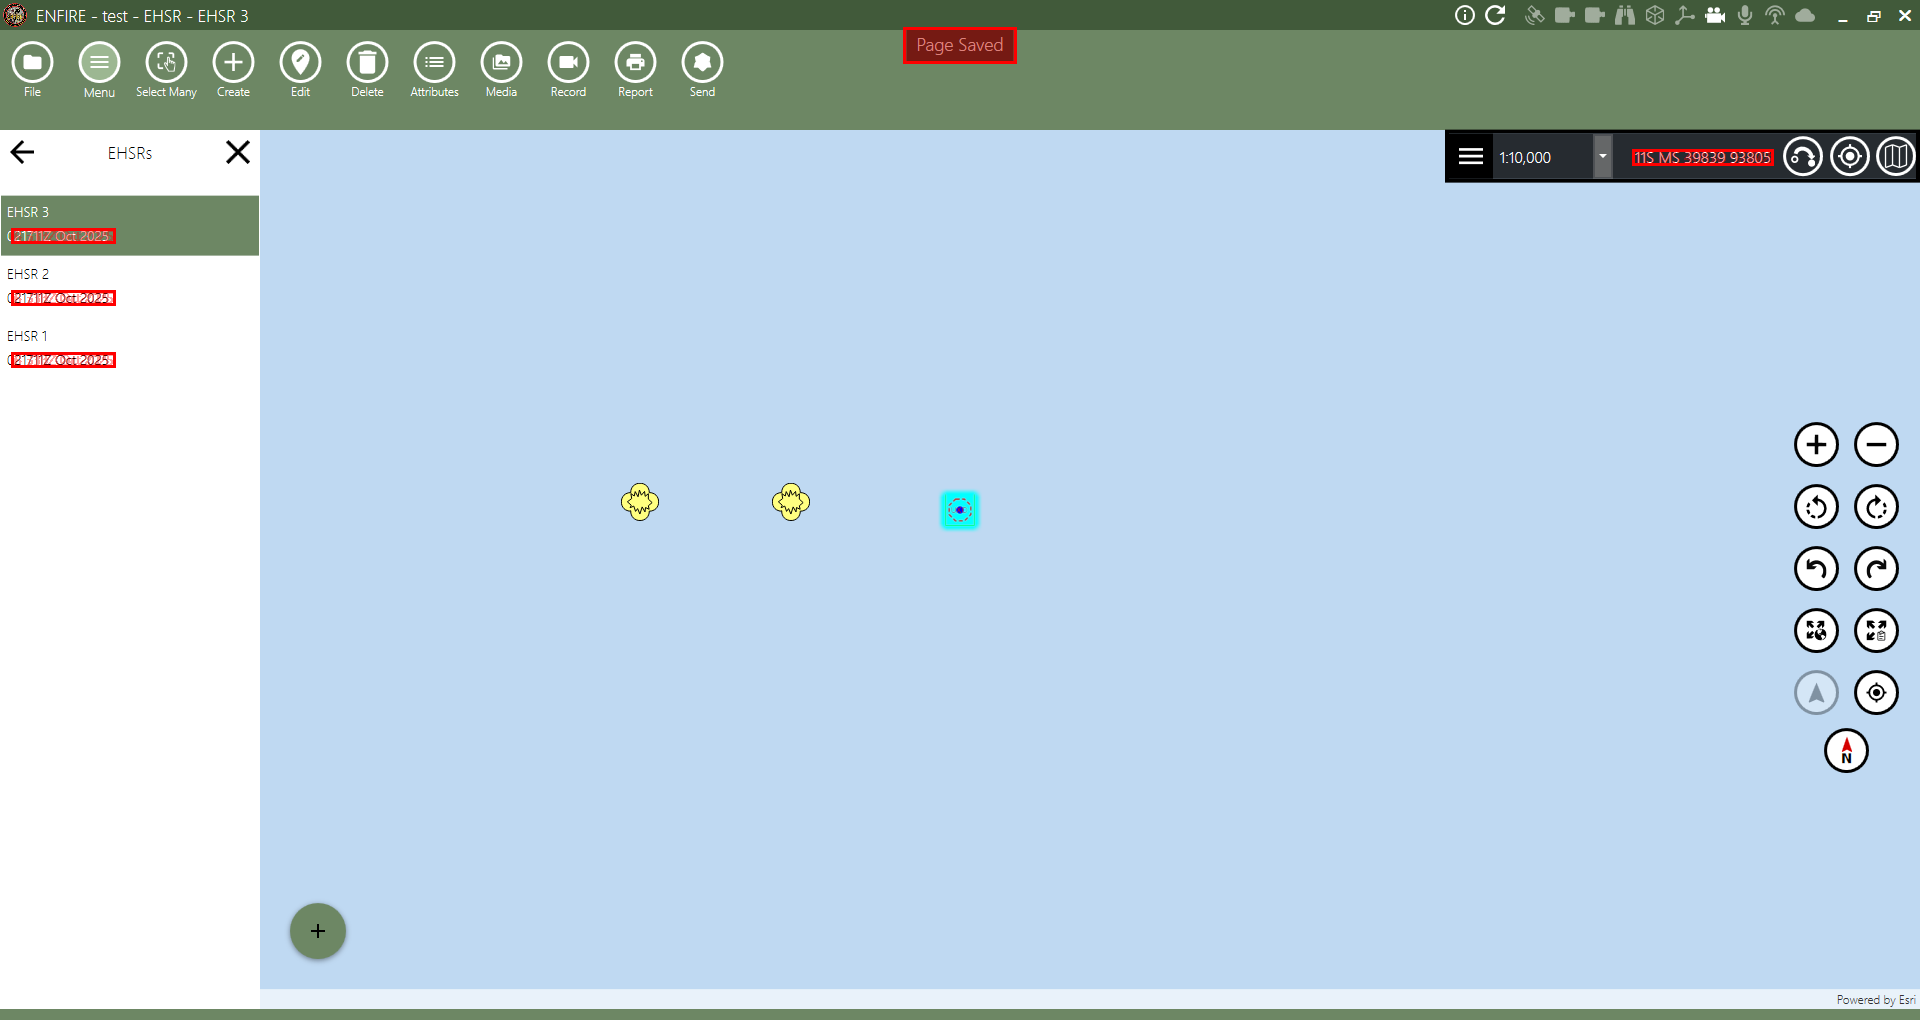 ENFIRE - test - EHSR - EHSR 3
Page Saved
File
Menu
Select Many
Create
Edit
Delete
Attributes
Media
Record
Report
Send
EHSRs
1:10,000
11S MS 39839 93805
EHSR 3
021711Z Oct 2025
EHSR 2
021711Z Oct 2025
EHSR 1
021711Z Oct 2025
N
Powered by Esri